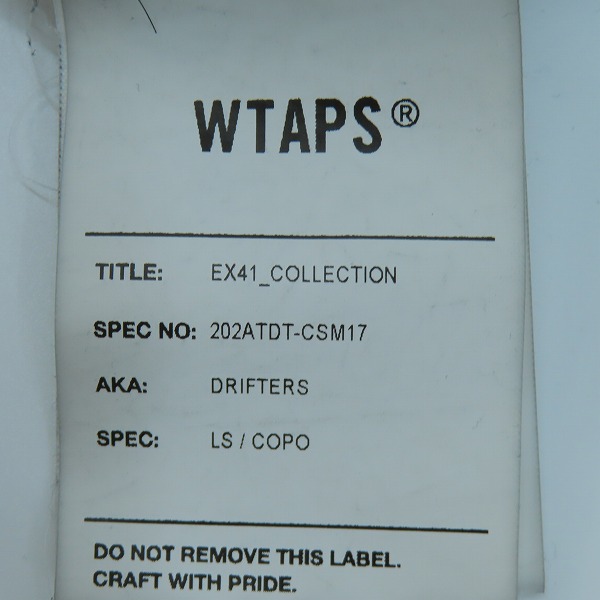 WTAPS®
TITLE: EX41_COLLECTION
SPEC NO: 202ATDT-CSM17
AKA: DRIFTERS
SPEC: LS / COPO
DO NOT REMOVE THIS LABEL.
CRAFT WITH PRIDE.